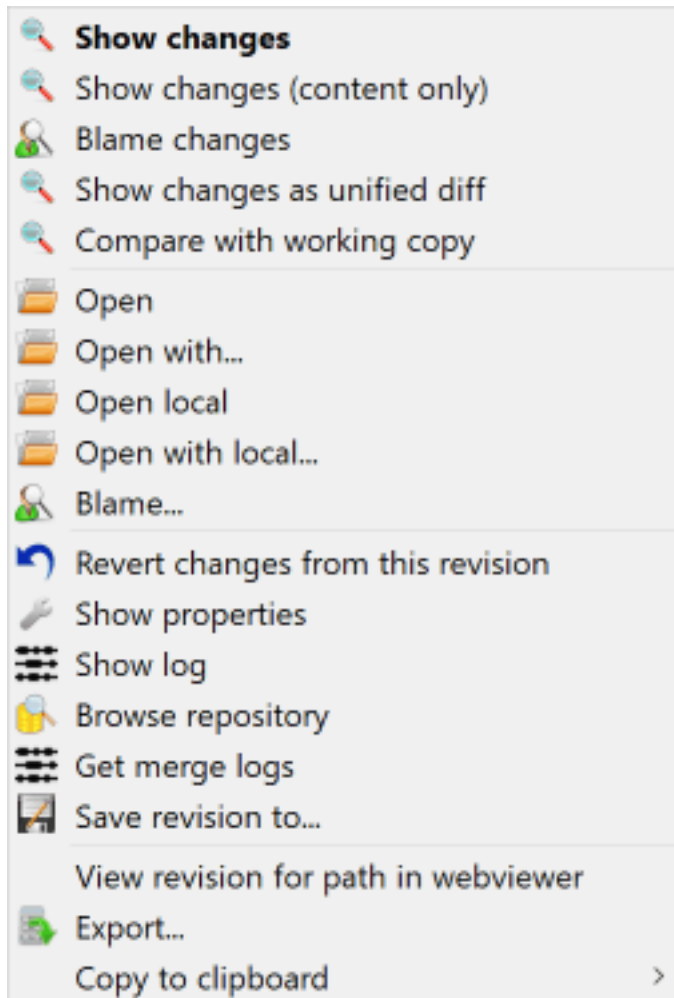 Show changes
Show changes (content only)
Blame changes
Show changes as unified diff
Compare with working copy
Open
Open with...
Open local
Open with local...
Blame...
Revert changes from this revision
Show properties
Show log
Browse repository
Get merge logs
Save revision to...
View revision for path in webviewer
Export...
Copy to clipboard